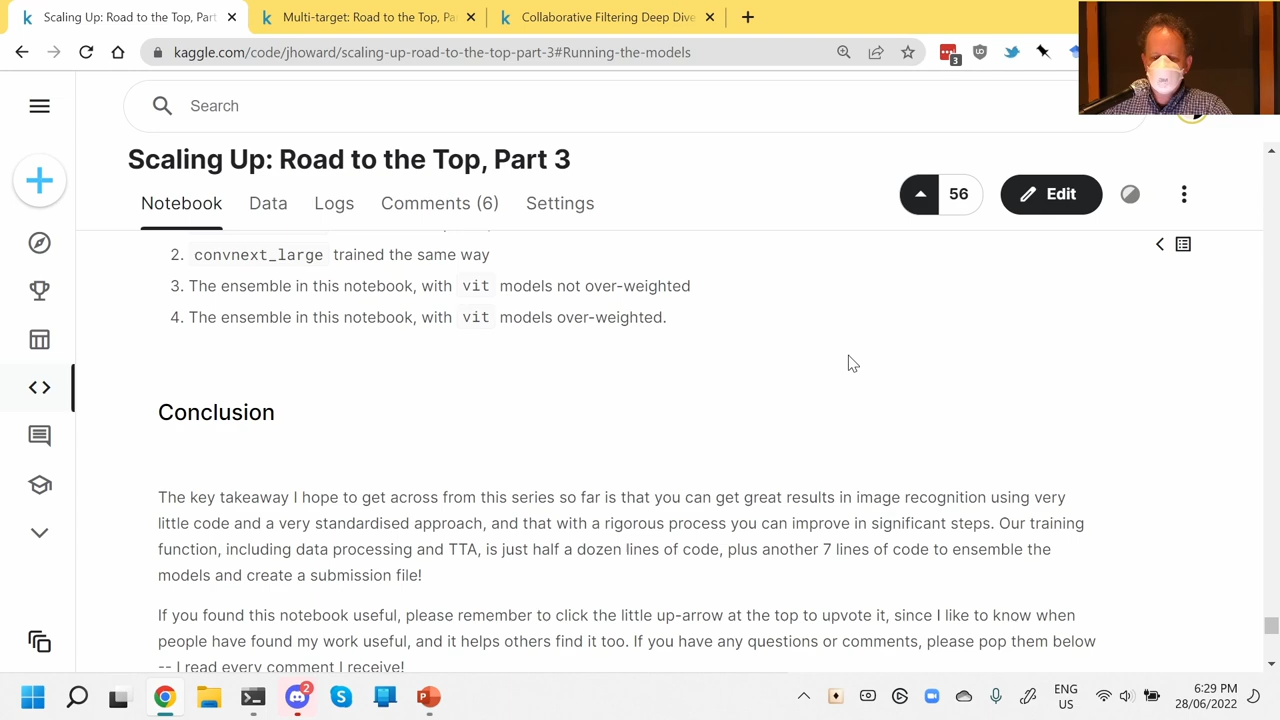 Scaling Up: Road to the Top, Part
Multi-target: Road to the Top, Pa
Collaborative Filtering Deep Dive
kaggle.com/code/jhoward/scaling-up-road-to-the-top-part-3#Running-the-models
3
Search
Scaling Up: Road to the Top, Part 3
56
Edit
Notebook
Data
Logs
Comments (6)
Settings
2. convnext_large trained the same way
3. The ensemble in this notebook, with vit models not over-weighted
4. The ensemble in this notebook, with vit models over-weighted.
Conclusion
The key takeaway I hope to get across from this series so far is that you can get great results in image recognition using very
little code and a very standardised approach, and that with a rigorous process you can improve in significant steps. Our training
function, including data processing and TTA, is just half a dozen lines of code, plus another 7 lines of code to ensemble the
models and create a submission file!
If you found this notebook useful, please remember to click the little up-arrow at the top to upvote it, since I like to know when
people have found my work useful, and it helps others find it too. If you have any questions or comments, please pop them below
-- I read every comment I receive!
2
ENG
US
6:29 PM
28/06/2022